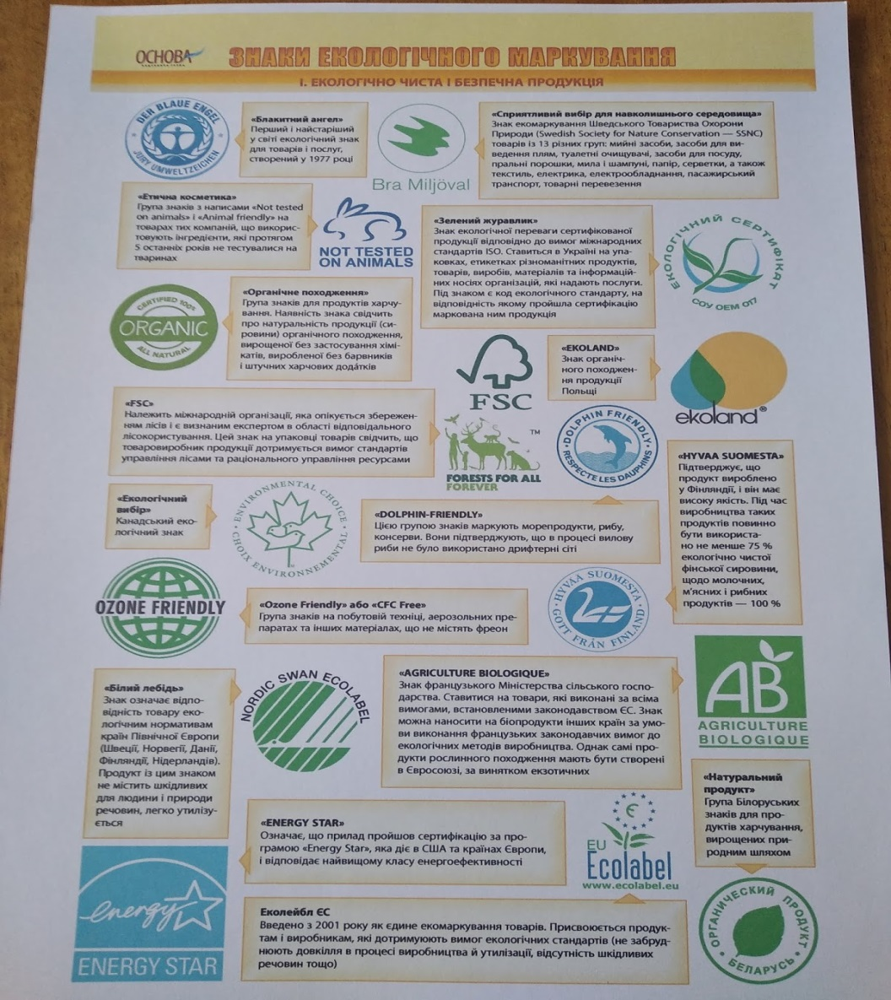 ОСНОВА
ЗНАКИ ЕКОЛОГІЧНОГО МАРКУВАННЯ
І. ЕКОЛОГІЧНО ЧИСТА І БЕЗПЕЧНА ПРОДУКЦІЯ
DER BLAUE ENGEL
JURY UMWELTZEICHEN
«Блакитний ангел»
Перший і найстаріший
у світі екологічний знак
для товарів і послуг,
створений у 1977 році
Bra Miljöval
«Сприятливий вибір для навколишнього середовища»
Знак екомаркування Шведського Товариства Охорони
Природи (Swedish Society for Nature Conservation — SSNC)
товарів із 13 різних груп: мийні засоби, засоби для ви-
ведення плям, туалетні очищувачі, засоби для посуду,
пральні порошки, мила і шампуні, папір, серветки, а також
текстиль, електрика, електрообладнання, пасажирський
транспорт, товарні перевезення
«Етична косметика»
Група знаків з написами «Not tested
on animals» і «Animal friendly» на
товарах тих компаній, що викорис-
товують інгредієнти, які протягом
5 останніх років не тестувалися на
тваринах
NOT TESTED
ON ANIMALS
«Зелений журавлик»
Знак екологічної переваги сертифікованої
продукції відповідно до вимог міжнародних
стандартів ISO. Ставиться в Україні на упа-
ковках, етикетках різноманітних продуктів,
товарів, виробів, матеріалів та інформацій-
них носіях організацій, які надають послуги.
Під знаком є код екологічного стандарту, на
відповідність якому пройшла сертифікацію
маркована ним продукція
ЕКОЛОГІЧНИЙ СЕРТИФІКАТ
СОУ ОЕМ 017
CERTIFIED 100%
ORGANIC
ALL NATURAL
«Органічне походження»
Група знаків для продуктів харчу-
вання. Наявність знака свідчить
про натуральність продукції (си-
ровини) органічного походження,
вирощеної без застосування хімі-
катів, виробленої без барвників
і штучних харчових додатків
FSC
«EKOLAND»
Знак органіч-
ного походжен-
ня продукції
Польщі
ekoland®
«FSC»
Належить міжнародній організації, яка опікується збережен-
ням лісів і є визнаним експертом в області відповідального
лісокористування. Цей знак на упаковці товарів свідчить, що
товаровиробник продукції дотримується вимог стандартів
управління лісами та раціонального управління ресурсами
TM
FORESTS FOR ALL
FOREVER
DOLPHIN FRIENDLY
RESPECTE LES DAUPHINS
«HYVAA SUOMESTA»
Підтверджує, що
продукт вироблено
у Фінляндії, і він має
високу якість. Під час
виробництва таких
продуктів повинно
бути використа-
но не менше 75 %
екологічно чистої
фінської сировини,
щодо молочних,
м'ясних і рибних
продуктів — 100 %
«Екологічний
вибір»
Канадський еко-
логічний знак
ENVIRONMENTAL CHOICE
CHOIX ENVIRONNEMENTAL
«DOLPHIN-FRIENDLY»
Цією групою знаків маркують морепродукти, рибу,
консерви. Вони підтверджують, що в процесі вилову
риби не було використано дрифтерні сіті
OZONE FRIENDLY
«Ozone Friendly» або «CFC Free»
Група знаків на побутовій техніці, аерозольних пре-
паратах та інших матеріалах, що не містять фреон
HYVAA SUOMESTA
GOTT FRÅN FINLAND
«Білий лебідь»
Знак означає відпо-
відність товару еко-
логічним нормативам
країн Північної Європи
(Швеції, Норвегії, Данії,
Фінляндії, Нідерландів).
Продукт із цим знаком
не містить шкідливих
для людини і природи
речовин, легко утилізу-
ється
NORDIC SWAN ECOLABEL
«AGRICULTURE BIOLOGIQUE»
Знак французького Міністерства сільського госпо-
дарства. Ставитися на товари, які виконані за всіма
вимогами, встановленими законодавством ЄС. Знак
можна наносити на біопродукти інших країн за умо-
ви виконання французьких законодавчих вимог до
екологічних методів виробництва. Однак самі про-
дукти рослинного походження мають бути створені
в Євросоюзі, за винятком екзотичних
AB
AGRICULTURE
BIOLOGIQUE
«Натуральний
продукт»
Група Білоруських
знаків для про-
дуктів харчування,
вирощених при-
родним шляхом
«ENERGY STAR»
Означає, що прилад пройшов сертифікацію за про-
грамою «Energy Star», яка діє в США та країнах Європи,
і відповідає найвищому класу енергоефективності
EU
Ecolabel
www.ecolabel.eu
energy
ENERGY STAR
Еколейбл ЄС
Введено з 2001 року як єдине екомаркування товарів. Присвоюється продук-
там і виробникам, які дотримуються вимог екологічних стандартів (не забруд-
нюють довкілля в процесі виробництва й утилізації, відсутність шкідливих
речовин тощо)
ОРГАНИЧЕСКИЙ ПРОДУКТ
БЕЛАРУСЬ